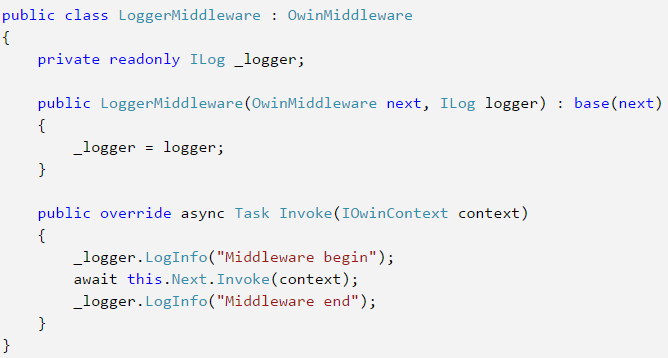 public class LoggerMiddleware : OwinMiddleware
{
    private readonly ILog _logger;

    public LoggerMiddleware(OwinMiddleware next, ILog logger) : base(next)
    {
        _logger = logger;
    }

    public override async Task Invoke(IOwinContext context)
    {
        _logger.LogInfo("Middleware begin");
        await this.Next.Invoke(context);
        _logger.LogInfo("Middleware end");
    }
}